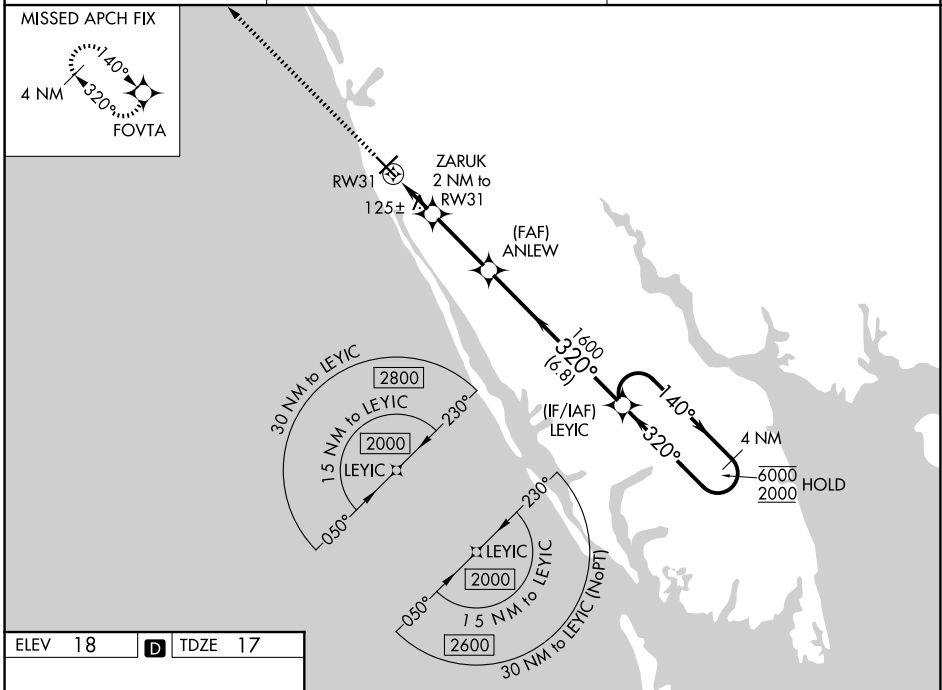 MISSED APCH FIX
140°
4 NM
320°
FOVTA
RW31
ZARUK
2 NM to
RW31
125±
(FAF)
ANLEW
1600
320°
(6.8)
(IF/IAF)
LEYIC
140°
320°
4 NM
6000
2000
HOLD
30 NM to LEYIC
2800
15 NM to LEYIC
2000
230°
LEYIC
050°
230°
LEYIC
2000
050°
15 NM to LEYIC
2600
30 NM to LEYIC (NoPT)
ELEV 18 D TDZE 17